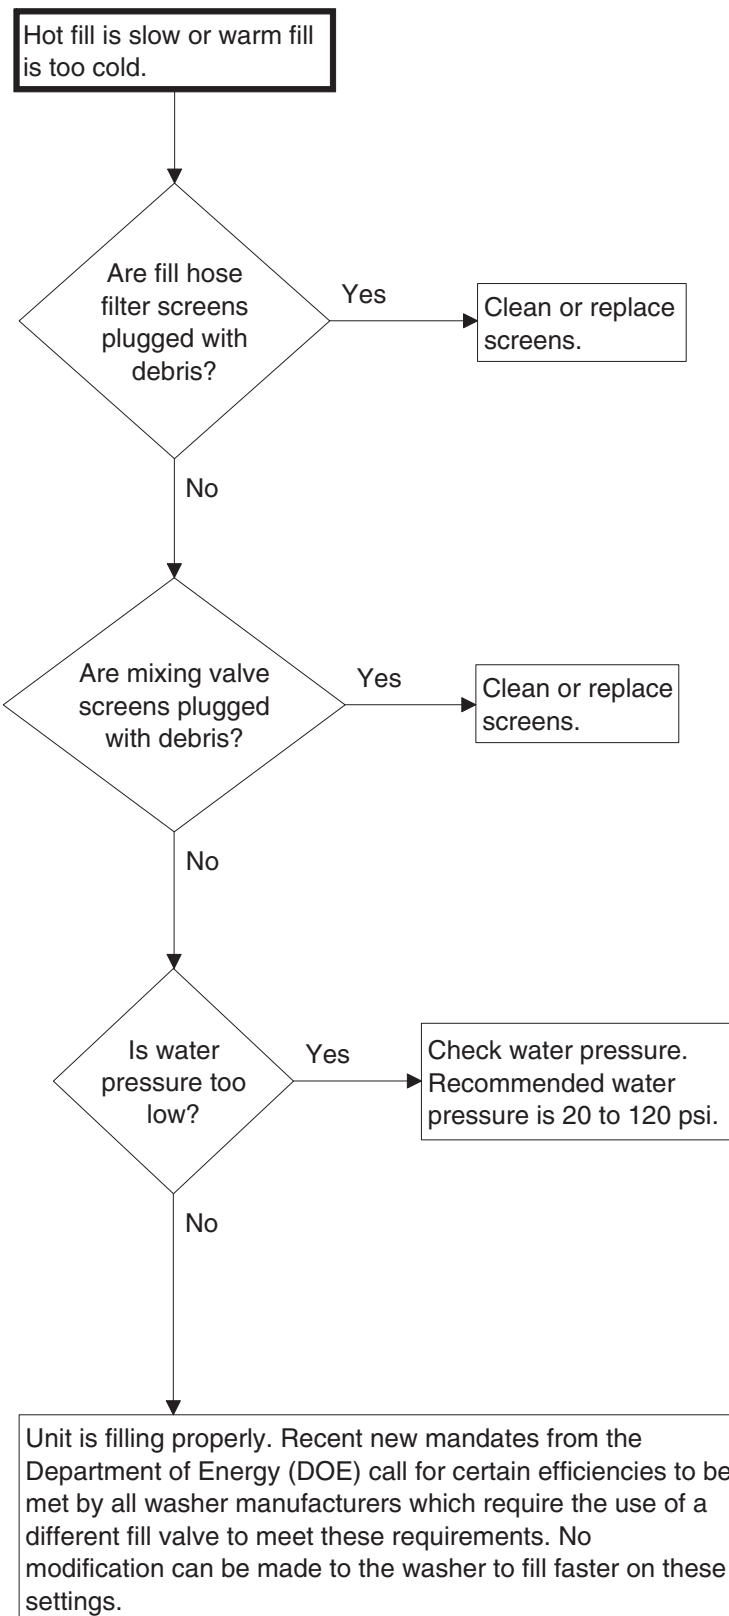 Hot fill is slow or warm fill
is too cold.
Are fill hose
filter screens
plugged with
debris?
Yes
Clean or replace
screens.
No
Are mixing valve
screens plugged
with debris?
Yes
Clean or replace
screens.
No
Is water
pressure too
low?
Yes
Check water pressure.
Recommended water
pressure is 20 to 120 psi.
No
Unit is filling properly. Recent new mandates from the
Department of Energy (DOE) call for certain efficiencies to be
met by all washer manufacturers which require the use of a
different fill valve to meet these requirements. No
modification can be made to the washer to fill faster on these
settings.